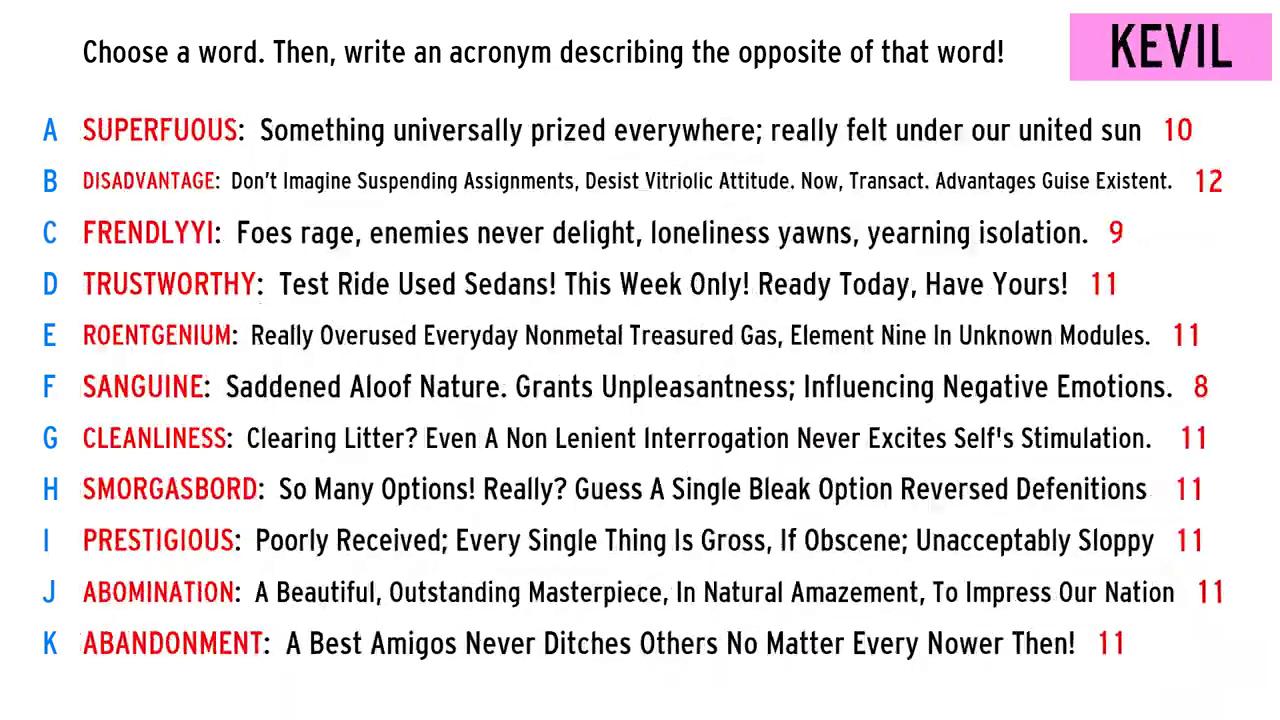 Choose a word. Then, write an acronym describing the opposite of that word!
KEVIL
A SUPERFUOUS: Something universally prized everywhere; really felt under our united sun 10
B DISADVANTAGE: Don't Imagine Suspending Assignments, Desist Vitriolic Attitude. Now, Transact. Advantages Guise Existent. 12
C FRENDLYYI: Foes rage, enemies never delight, loneliness yawns, yearning isolation. 9
D TRUSTWORTHY: Test Ride Used Sedans! This Week Only! Ready Today, Have Yours! 11
E ROENTGENIUM: Really Overused Everyday Nonmetal Treasured Gas, Element Nine In Unknown Modules. 11
F SANGUINE: Saddened Aloof Nature. Grants Unpleasantness; Influencing Negative Emotions. 8
G CLEANLINESS: Clearing Litter? Even A Non Lenient Interrogation Never Excites Self's Stimulation. 11
H SMORGASBORD: So Many Options! Really? Guess A Single Bleak Option Reversed Defenitions 11
I PRESTIGIOUS: Poorly Received; Every Single Thing Is Gross, If Obscene; Unacceptably Sloppy 11
J ABOMINATION: A Beautiful, Outstanding Masterpiece, In Natural Amazement, To Impress Our Nation 11
K ABANDONMENT: A Best Amigos Never Ditches Others No Matter Every Nower Then! 11